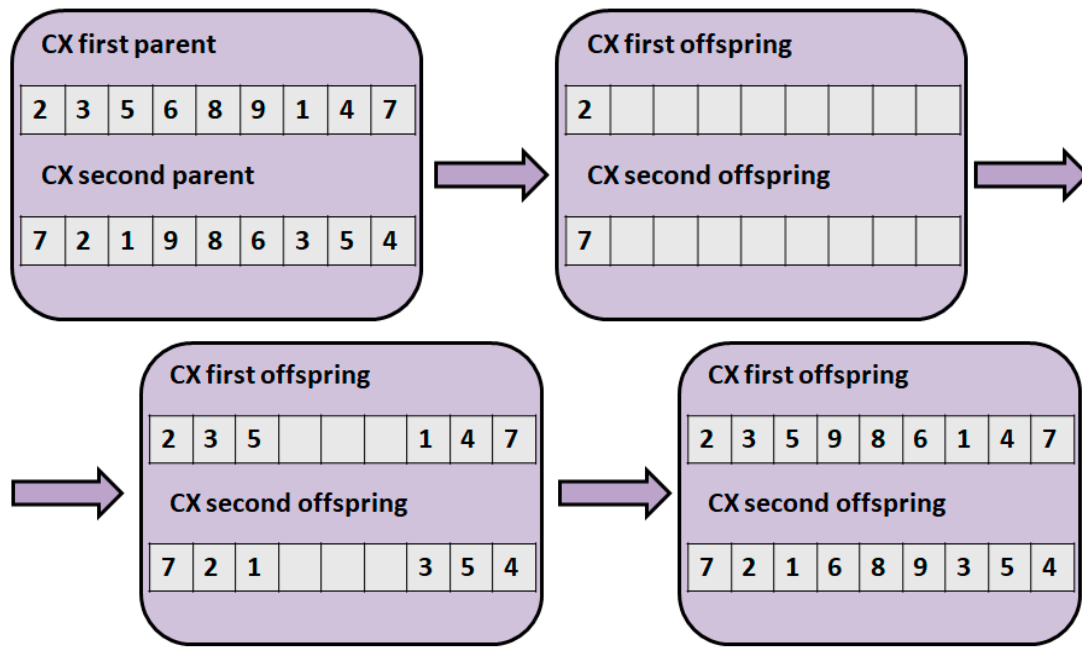 CX first parent
2 3 5 6 8 9 1 4 7
CX second parent
7 2 1 9 8 6 3 5 4
CX first offspring
2
CX second offspring
7
CX first offspring
2 3 5 1 4 7
CX second offspring
7 2 1 3 5 4
CX first offspring
2 3 5 9 8 6 1 4 7
CX second offspring
7 2 1 6 8 9 3 5 4